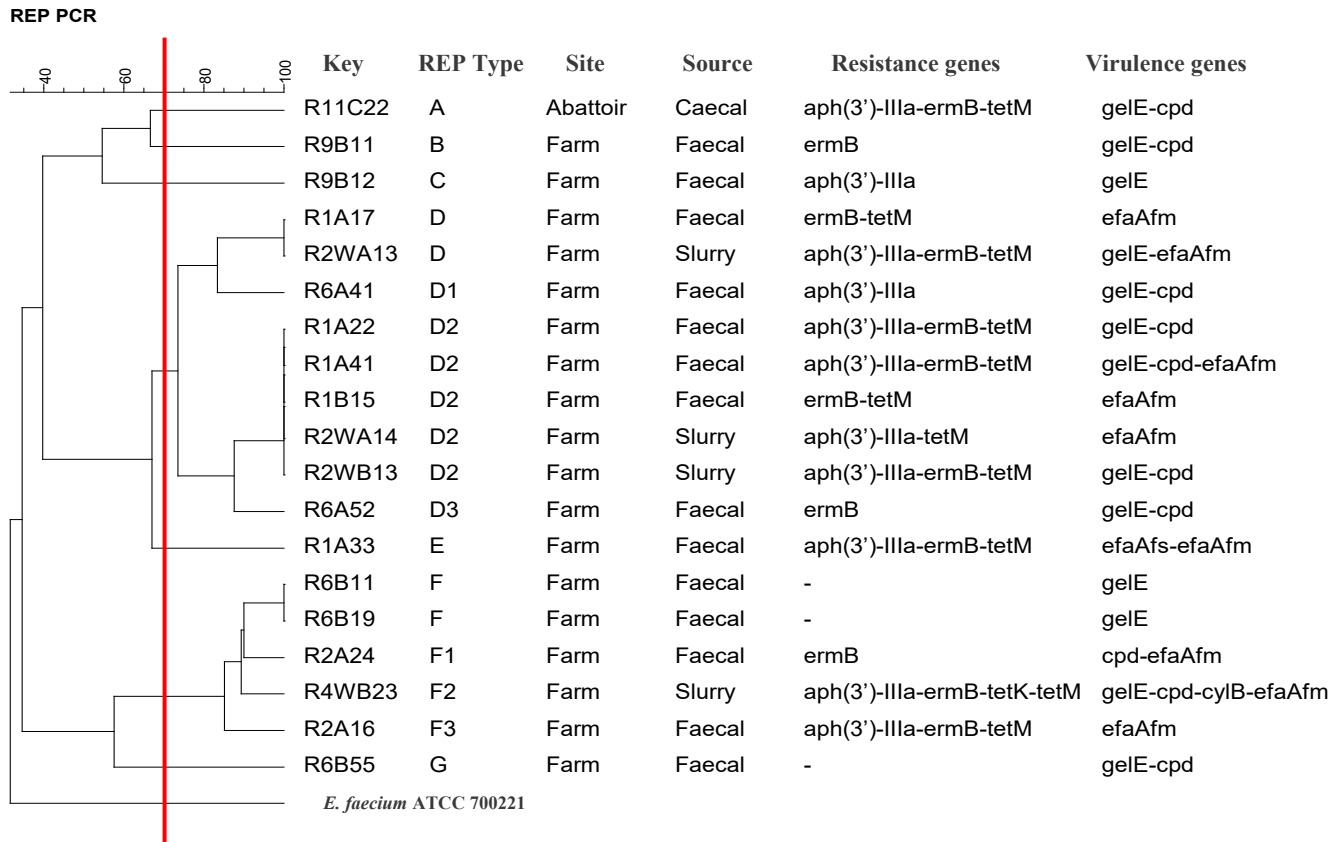 REP PCR
40 60 80 100
Key REP Type Site Source Resistance genes Virulence genes
R11C22 A Abattoir Caecal aph(3’)-IIIa-ermB-tetM gelE-cpd
R9B11 B Farm Faecal ermB gelE-cpd
R9B12 C Farm Faecal aph(3’)-IIIa gelE
R1A17 D Farm Faecal ermB-tetM efaAfm
R2WA13 D Farm Slurry aph(3’)-IIIa-ermB-tetM gelE-efaAfm
R6A41 D1 Farm Faecal aph(3’)-IIIa gelE-cpd
R1A22 D2 Farm Faecal aph(3’)-IIIa-ermB-tetM gelE-cpd
R1A41 D2 Farm Faecal aph(3’)-IIIa-ermB-tetM gelE-cpd-efaAfm
R1B15 D2 Farm Faecal ermB-tetM efaAfm
R2WA14 D2 Farm Slurry aph(3’)-IIIa-tetM efaAfm
R2WB13 D2 Farm Slurry aph(3’)-IIIa-ermB-tetM gelE-cpd
R6A52 D3 Farm Faecal ermB gelE-cpd
R1A33 E Farm Faecal aph(3’)-IIIa-ermB-tetM efaAfs-efaAfm
R6B11 F Farm Faecal - gelE
R6B19 F Farm Faecal - gelE
R2A24 F1 Farm Faecal ermB cpd-efaAfm
R4WB23 F2 Farm Slurry aph(3’)-IIIa-ermB-tetK-tetM gelE-cpd-cylB-efaAfm
R2A16 F3 Farm Faecal aph(3’)-IIIa-ermB-tetM efaAfm
R6B55 G Farm Faecal - gelE-cpd
E. faecium ATCC 700221